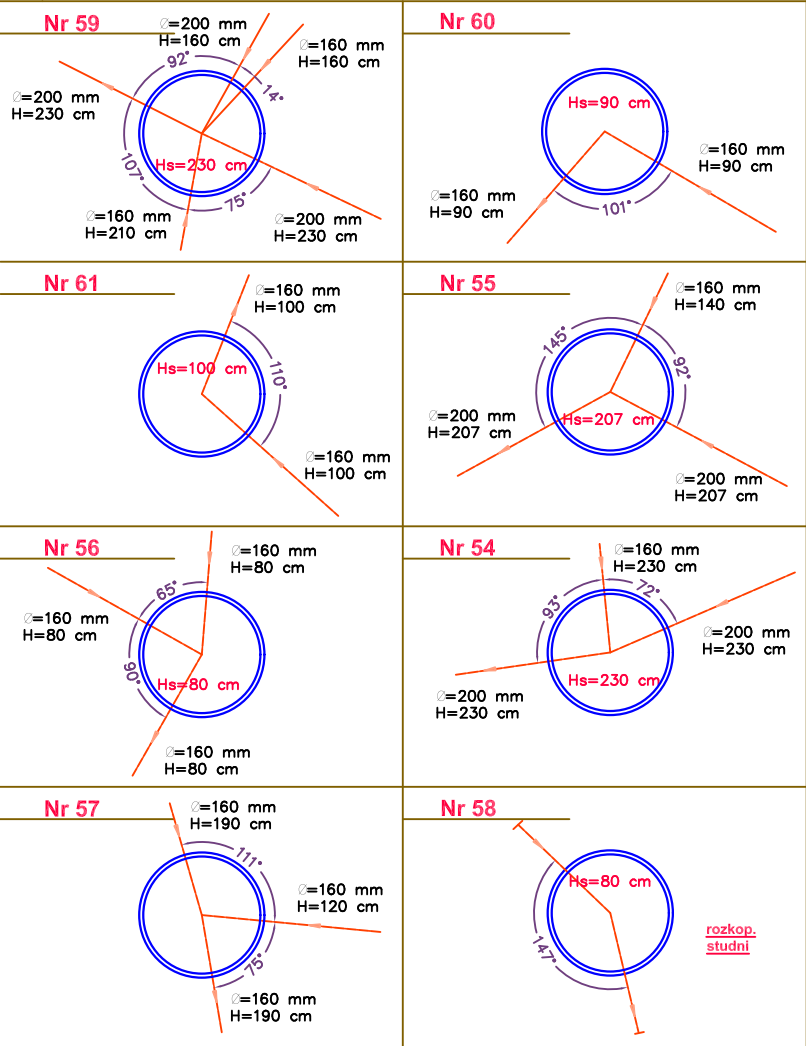 Nr 59
∅=200 mm
H=160 cm
∅=160 mm
H=160 cm
92°
14°
∅=200 mm
H=230 cm
Hs=230 cm
107°
75°
∅=160 mm
H=210 cm
∅=200 mm
H=230 cm
Nr 60
Hs=90 cm
∅=160 mm
H=90 cm
∅=160 mm
H=90 cm
101°
Nr 61
∅=160 mm
H=100 cm
Hs=100 cm
110°
∅=160 mm
H=100 cm
Nr 55
∅=160 mm
H=140 cm
145°
92°
∅=200 mm
H=207 cm
Hs=207 cm
∅=200 mm
H=207 cm
Nr 56
∅=160 mm
H=80 cm
65°
∅=160 mm
H=80 cm
90°
Hs=80 cm
∅=160 mm
H=80 cm
Nr 54
∅=160 mm
H=230 cm
93°
72°
∅=200 mm
H=230 cm
Hs=230 cm
∅=200 mm
H=230 cm
Nr 57
∅=160 mm
H=190 cm
111°
∅=160 mm
H=120 cm
75°
∅=160 mm
H=190 cm
Nr 58
Hs=80 cm
147°
rozkop.
studni